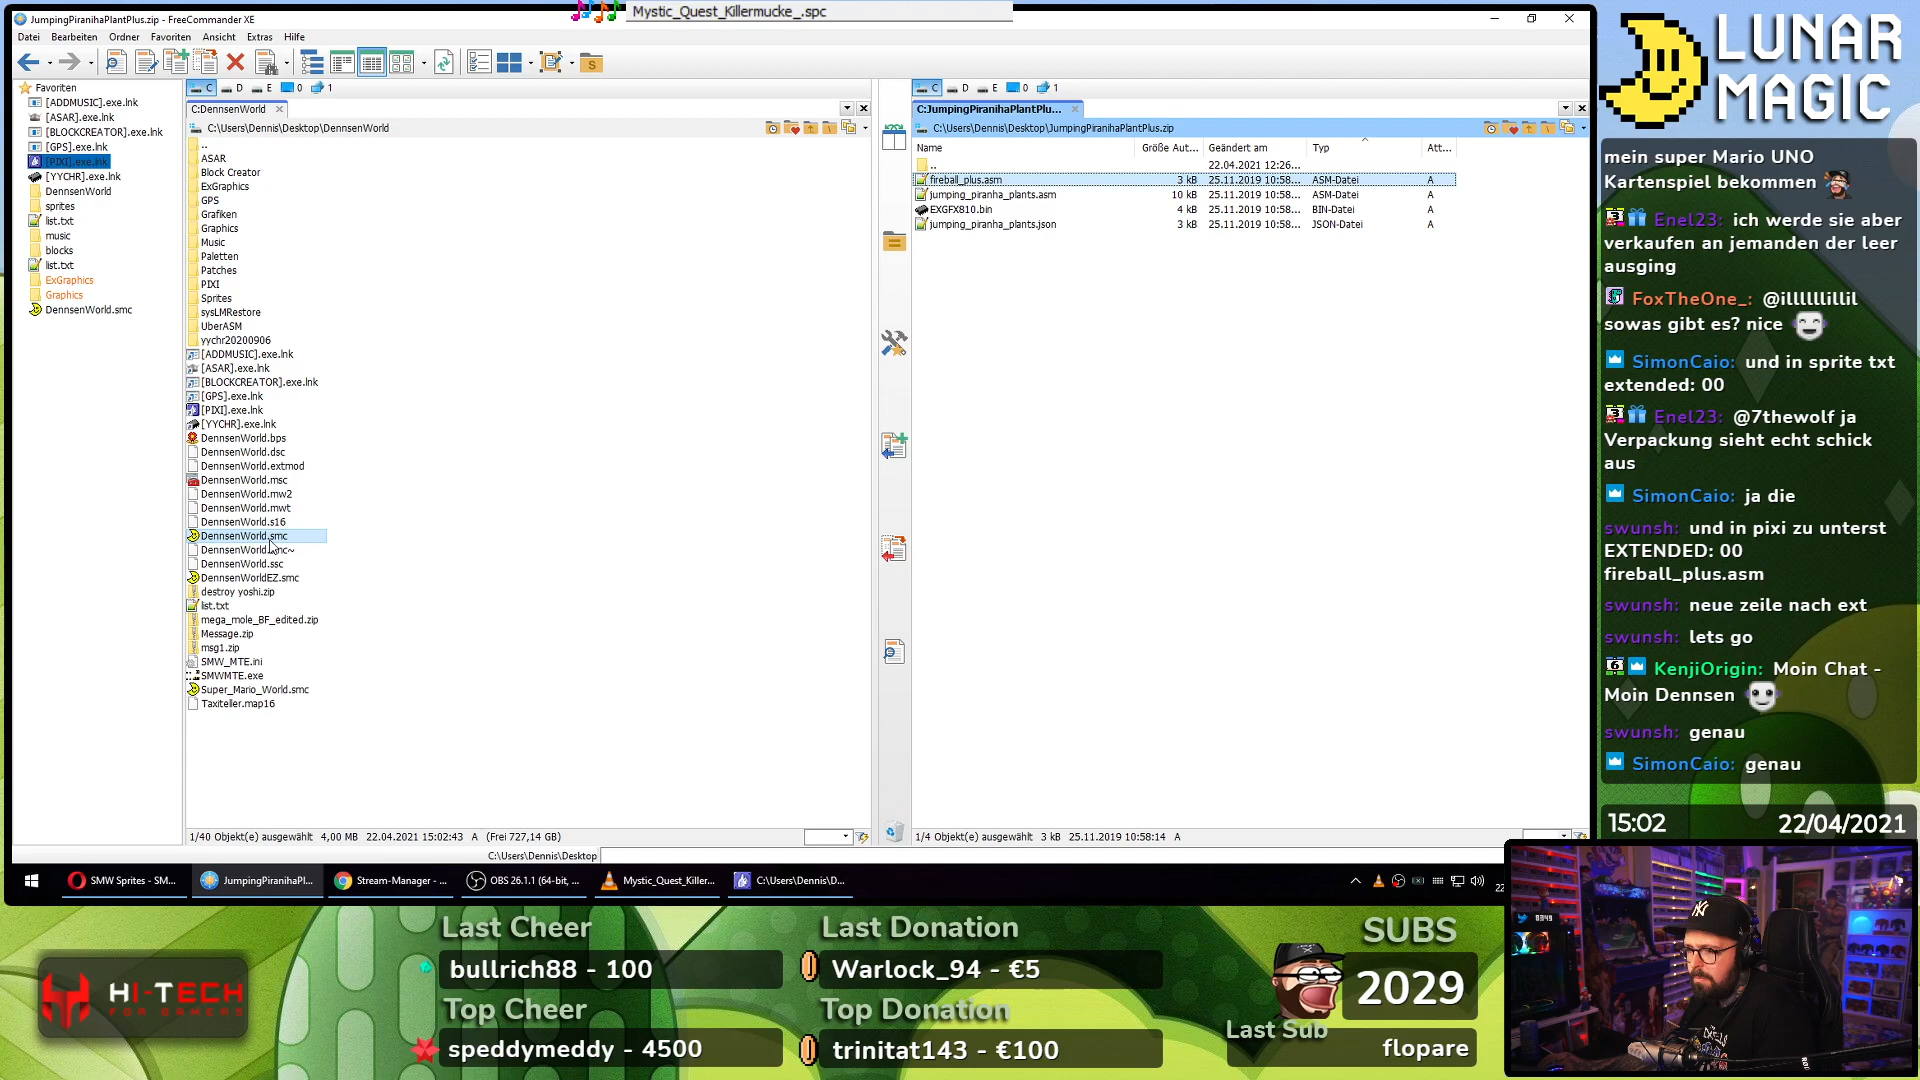 Mystic_Quest_Killermucke_.spc
JumpingPiranihaPlantPlus.zip - FreeCommander XE
Datei Bearbeiten Ordner Favoriten Ansicht Extras Hilfe
S
Favoriten
[ADDMUSIC].exe.lnk
[ASAR].exe.lnk
[BLOCKCREATOR].exe.lnk
[GPS].exe.lnk
[PIXI].exe.lnk
[YYCHR].exe.lnk
DennsenWorld
sprites
list.txt
music
blocks
list.txt
ExGraphics
Graphics
DennsenWorld.smc
C D E 0 1
C:DennsenWorld
C:\Users\Dennis\Desktop\DennsenWorld
..
ASAR
Block Creator
ExGraphics
GPS
Grafiken
Graphics
Music
Paletten
Patches
PIXI
Sprites
sysLMRestore
UberASM
yychr20200906
[ADDMUSIC].exe.lnk
[ASAR].exe.lnk
[BLOCKCREATOR].exe.lnk
[GPS].exe.lnk
[PIXI].exe.lnk
[YYCHR].exe.lnk
DennsenWorld.bps
DennsenWorld.dsc
DennsenWorld.extmod
DennsenWorld.msc
DennsenWorld.mw2
DennsenWorld.mwt
DennsenWorld.s16
DennsenWorld.smc
DennsenWorld.smc~
DennsenWorld.ssc
DennsenWorldEZ.smc
destroy yoshi.zip
list.txt
mega_mole_BF_edited.zip
Message.zip
msg1.zip
SMW_MTE.ini
SMWMTE.exe
Super_Mario_World.smc
Taxiteller.map16
1/40 Objekt(e) ausgewählt 4,00 MB 22.04.2021 15:02:43 A (Frei 727,14 GB)
C D E 0 1
C:JumpingPiranihaPlantPlu...
C:\Users\Dennis\Desktop\JumpingPiranihaPlantPlus.zip
Name Größe Aut... Geändert am Typ Att...
.. 22.04.2021 12:26...
fireball_plus.asm 3 kB 25.11.2019 10:58... ASM-Datei A
jumping_piranha_plants.asm 10 kB 25.11.2019 10:58... ASM-Datei A
EXGFX810.bin 4 kB 25.11.2019 10:58... BIN-Datei A
jumping_piranha_plants.json 3 kB 25.11.2019 10:58... JSON-Datei A
1/4 Objekt(e) ausgewählt 3 kB 25.11.2019 10:58:14 A
C:\Users\Dennis\Desktop
SMW Sprites - SM...
JumpingPiranihaPl...
Stream-Manager - ...
OBS 26.1.1 (64-bit, ...
Mystic_Quest_Killer...
C:\Users\Dennis\D...
LUNAR
MAGIC
mein super Mario UNO
Kartenspiel bekommen
Enel23: ich werde sie aber
verkaufen an jemanden der leer
ausging
FoxTheOne_: @illlllllillil
sowas gibt es? nice
SimonCaio: und in sprite txt
extended: 00
Enel23: @7thewolf ja
Verpackung sieht echt schick
aus
SimonCaio: ja die
swunsh: und in pixi zu unterst
EXTENDED: 00
fireball_plus.asm
swunsh: neue zeile nach ext
swunsh: lets go
KenjiOrigin: Moin Chat -
Moin Dennsen
swunsh: genau
SimonCaio: genau
15:02 22/04/2021
HI-TECH
FOR GAMERS
Last Cheer
bullrich88 - 100
Top Cheer
speddymeddy - 4500
Last Donation
Warlock_94 - €5
Top Donation
trinitat143 - €100
SUBS
2029
Last Sub
flopare
8349
NY